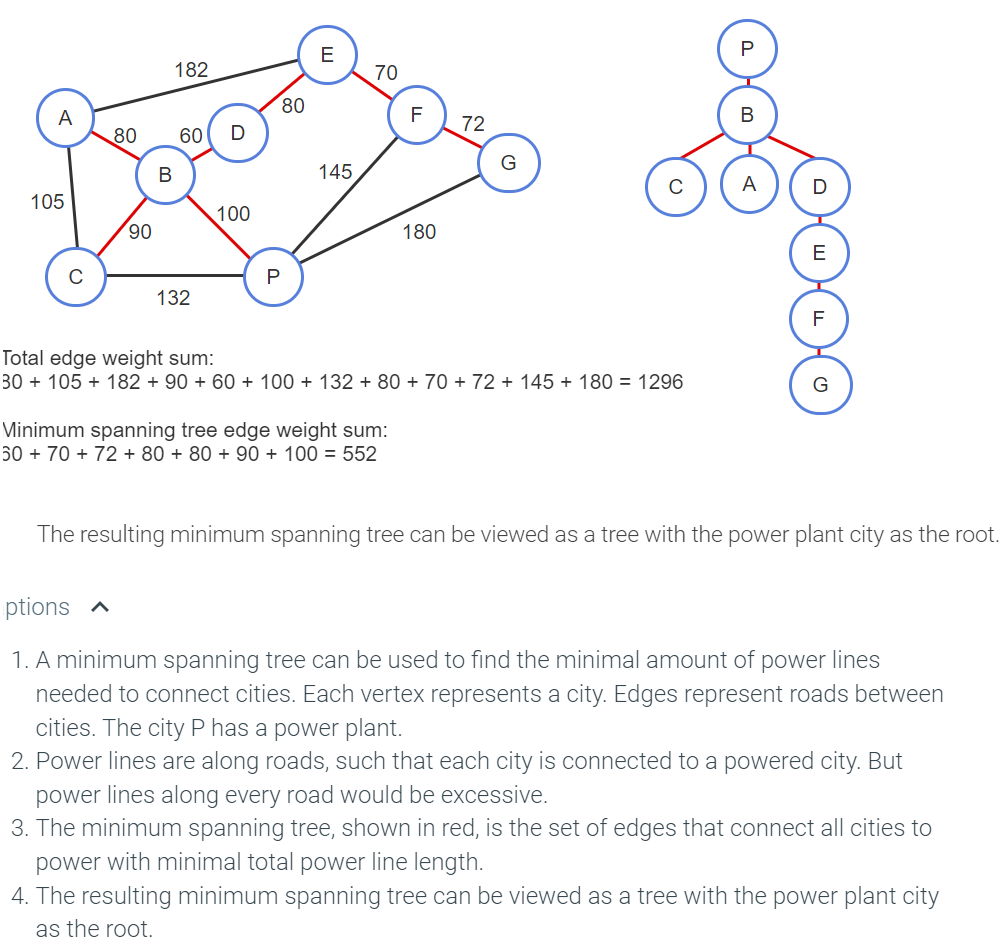 E
P
182
70
80
A
F
B
80
60
D
72
G
145
B
C
A
D
105
100
90
180
E
C
P
132
F
Total edge weight sum:
80 + 105 + 182 + 90 + 60 + 100 + 132 + 80 + 70 + 72 + 145 + 180 = 1296
G
Minimum spanning tree edge weight sum:
60 + 70 + 72 + 80 + 80 + 90 + 100 = 552
The resulting minimum spanning tree can be viewed as a tree with the power plant city as the root.
ptions
1. A minimum spanning tree can be used to find the minimal amount of power lines
needed to connect cities. Each vertex represents a city. Edges represent roads between
cities. The city P has a power plant.
2. Power lines are along roads, such that each city is connected to a powered city. But
power lines along every road would be excessive.
3. The minimum spanning tree, shown in red, is the set of edges that connect all cities to
power with minimal total power line length.
4. The resulting minimum spanning tree can be viewed as a tree with the power plant city
as the root.